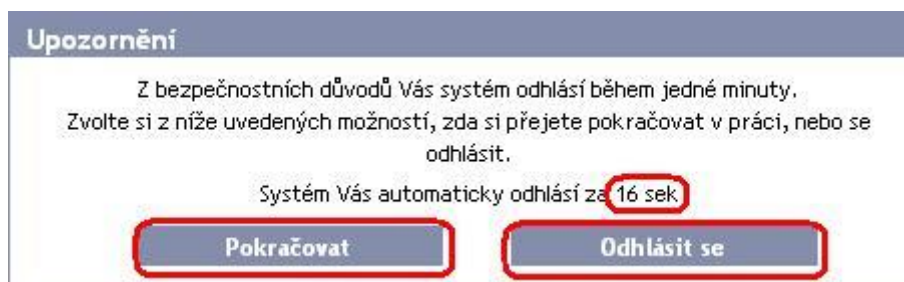 Upozornění
Z bezpečnostních důvodů Vás systém odhlásí během jedné minuty.
Zvolte si z níže uvedených možností, zda si přejete pokračovat v práci, nebo se
odhlásit.
Systém Vás automaticky odhlásí za 16 sek
Pokračovat
Odhlásit se